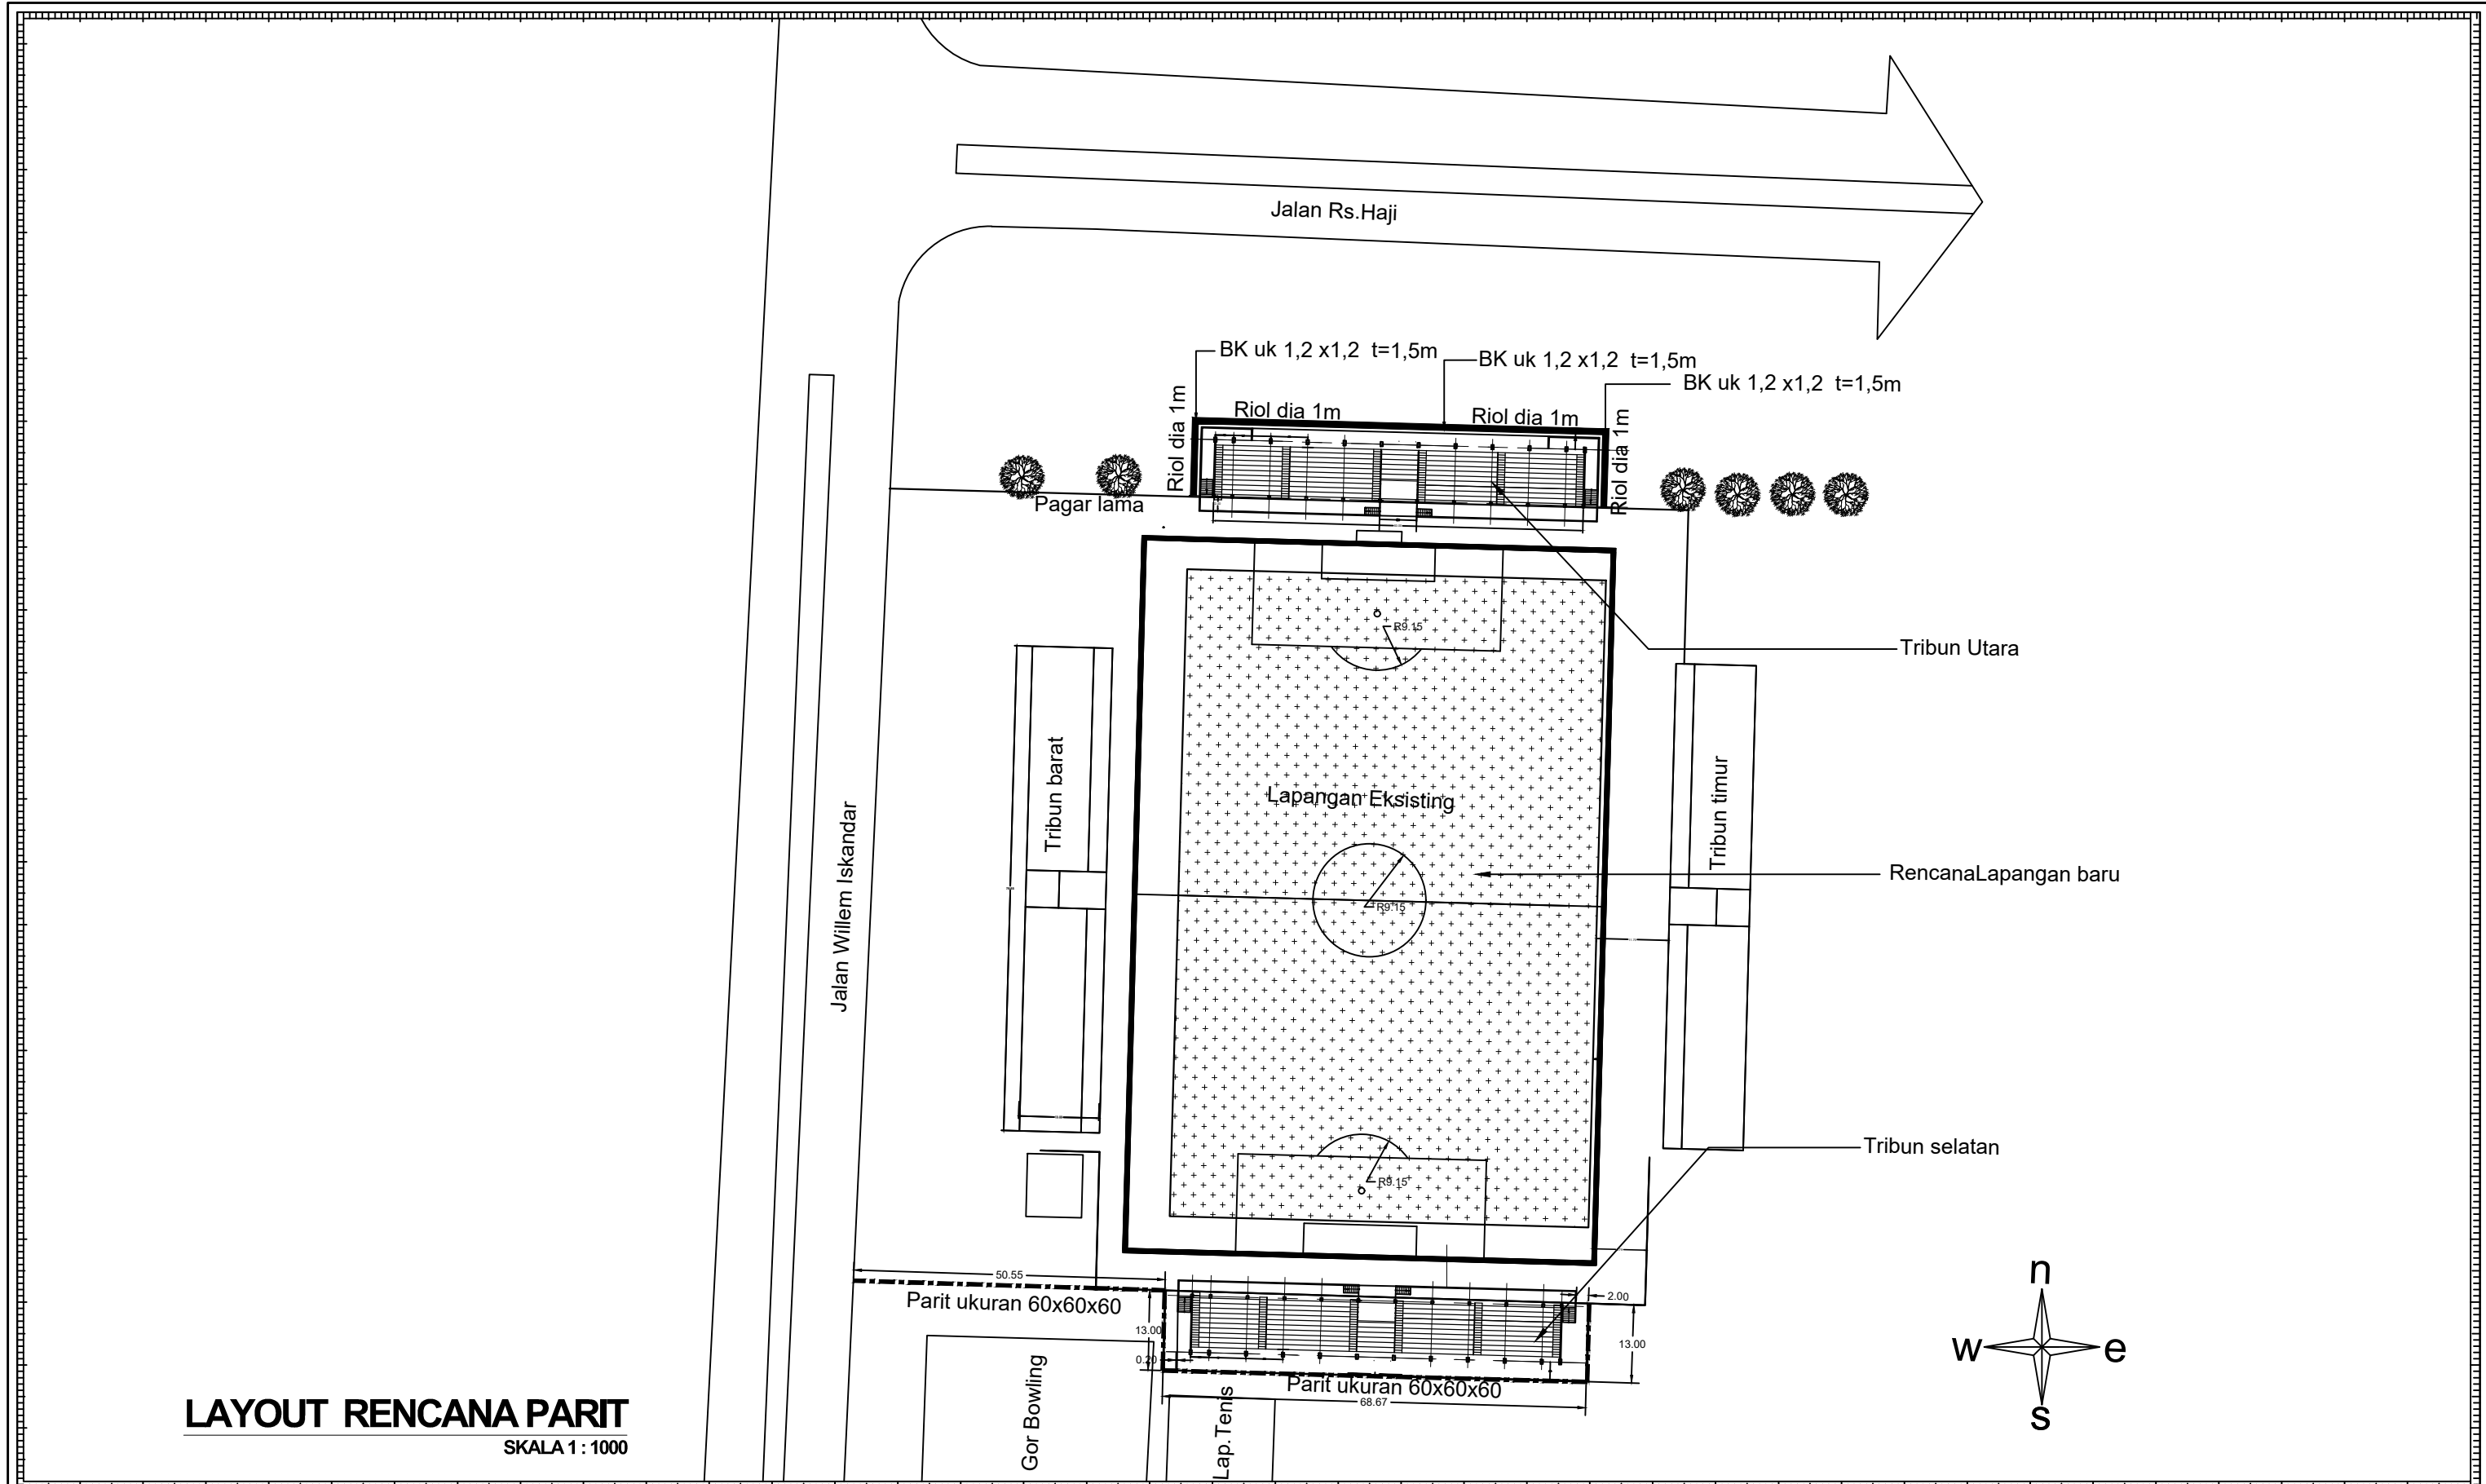 Jalan Rs.Haji
BK uk 1,2 x1,2 t=1,5m
BK uk 1,2 x1,2 t=1,5m
BK uk 1,2 x1,2 t=1,5m
Riol dia 1m
Riol dia 1m
Riol dia 1m
Riol dia 1m
Pagar lama
R9.15
Tribun Utara
Tribun barat
Tribun timur
Lapangan Eksisting
Jalan Willem Iskandar
RencanaLapangan baru
R9.15
Tribun selatan
R9.15
50.55
Parit ukuran 60x60x60
2.00
13.00
13.00
0.20
Parit ukuran 60x60x60
68.67
Gor Bowling
Lap.Tenis
n
w
e
s
LAYOUT RENCANA PARIT
SKALA 1 : 1000